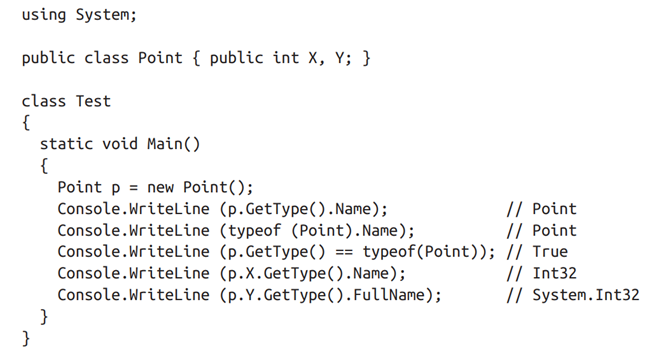 using System;
public class Point { public int X, Y; }
class Test
{
  static void Main()
  {
    Point p = new Point();
    Console.WriteLine (p.GetType().Name);             // Point
    Console.WriteLine (typeof (Point).Name);          // Point
    Console.WriteLine (p.GetType() == typeof(Point)); // True
    Console.WriteLine (p.X.GetType().Name);           // Int32
    Console.WriteLine (p.Y.GetType().FullName);       // System.Int32
  }
}